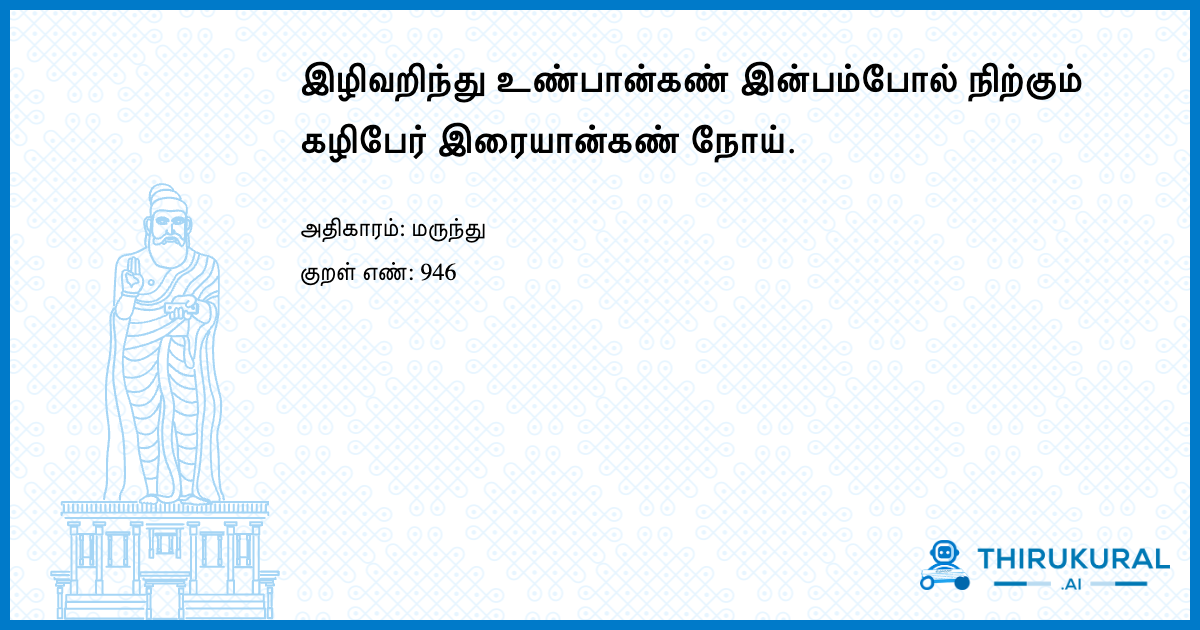 இழிவறிந்து உண்பான்கண் இன்பம்போல் நிற்கும்
கழிபேர் இரையான்கண் நோய்.
அதிகாரம்: மருந்து
குறள் எண்: 946
THIRUKURAL
.AI